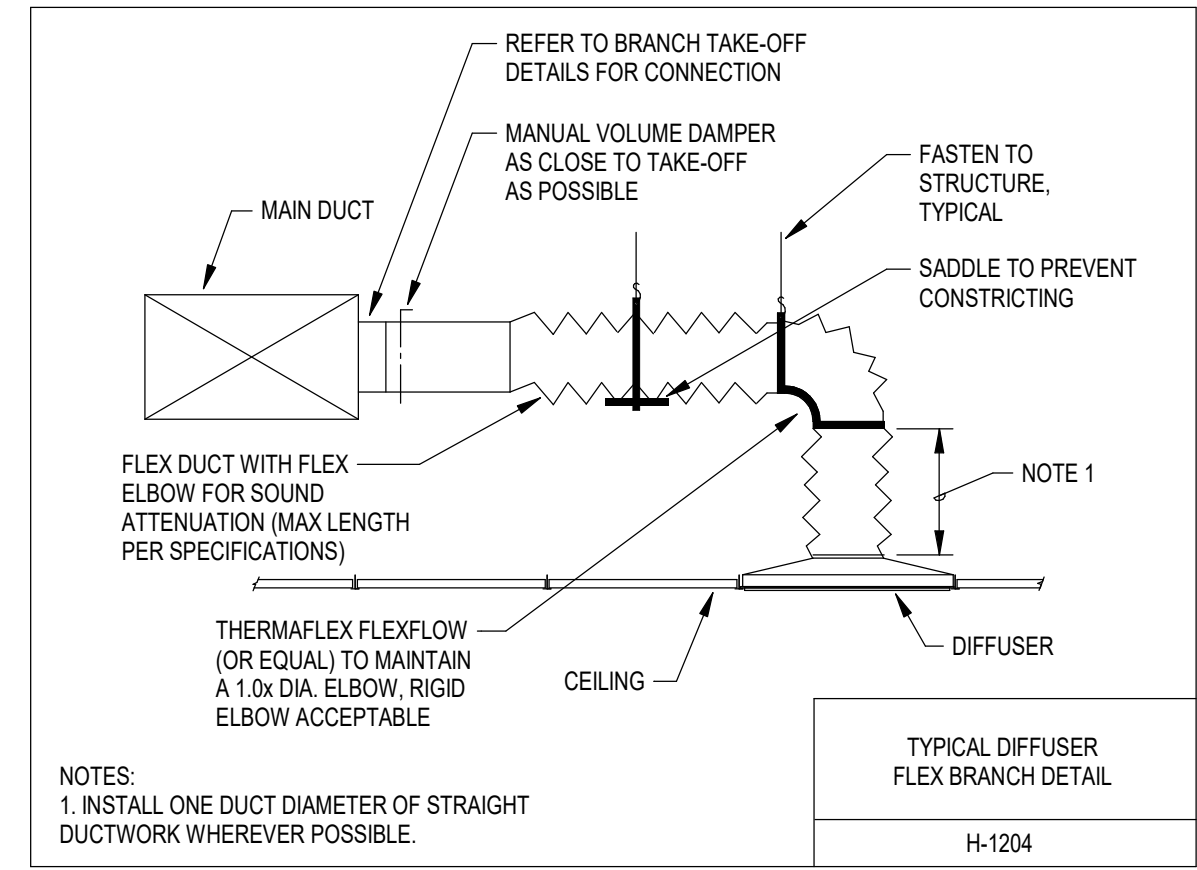 REFER TO BRANCH TAKE-OFF
DETAILS FOR CONNECTION
MANUAL VOLUME DAMPER
AS CLOSE TO TAKE-OFF
AS POSSIBLE
FASTEN TO
STRUCTURE,
TYPICAL
MAIN DUCT
SADDLE TO PREVENT
CONSTRICTING
FLEX DUCT WITH FLEX
ELBOW FOR SOUND
ATTENUATION (MAX LENGTH
PER SPECIFICATIONS)
NOTE 1
THERMAFLEX FLEXFLOW
(OR EQUAL) TO MAINTAIN
A 1.0x DIA. ELBOW, RIGID
ELBOW ACCEPTABLE
CEILING
DIFFUSER
NOTES:
1. INSTALL ONE DUCT DIAMETER OF STRAIGHT
DUCTWORK WHEREVER POSSIBLE.
TYPICAL DIFFUSER
FLEX BRANCH DETAIL
H-1204